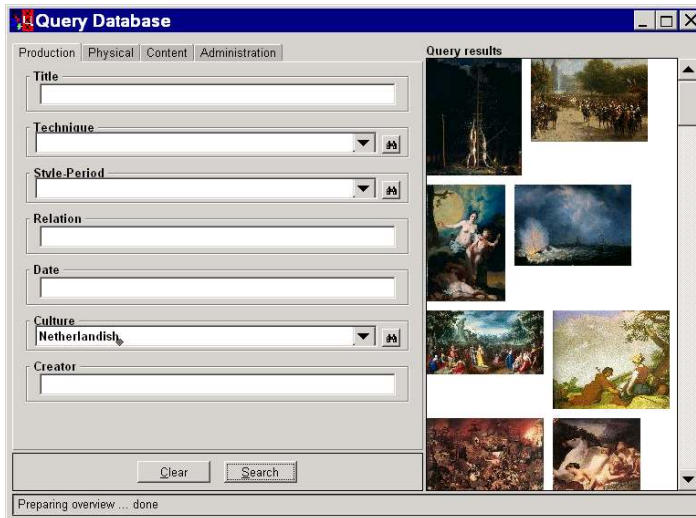 Query Database
Production Physical Content Administration
Query results
Title
Technique
Style-Period
Relation
Date
Culture
Netherlandish
Creator
Clear Search
Preparing overview ... done